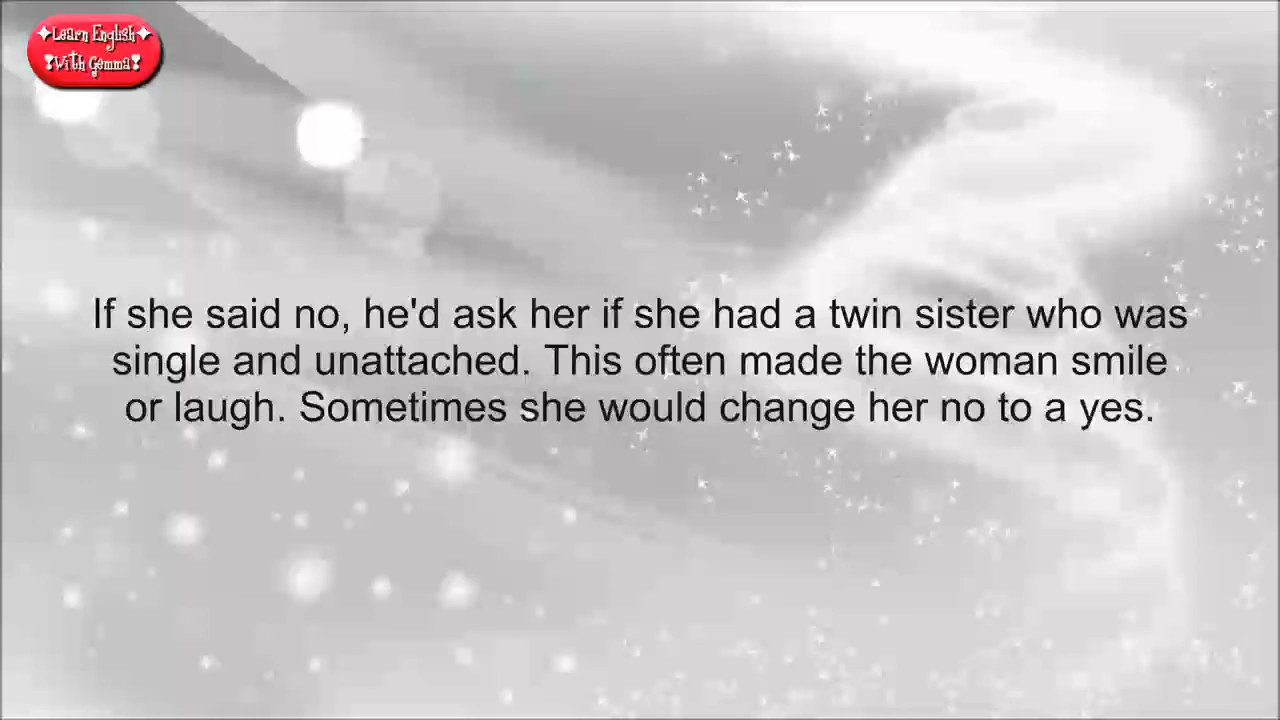 ✦Learn English✦
❣With Gemma❣
If she said no, he'd ask her if she had a twin sister who was
single and unattached. This often made the woman smile
or laugh. Sometimes she would change her no to a yes.